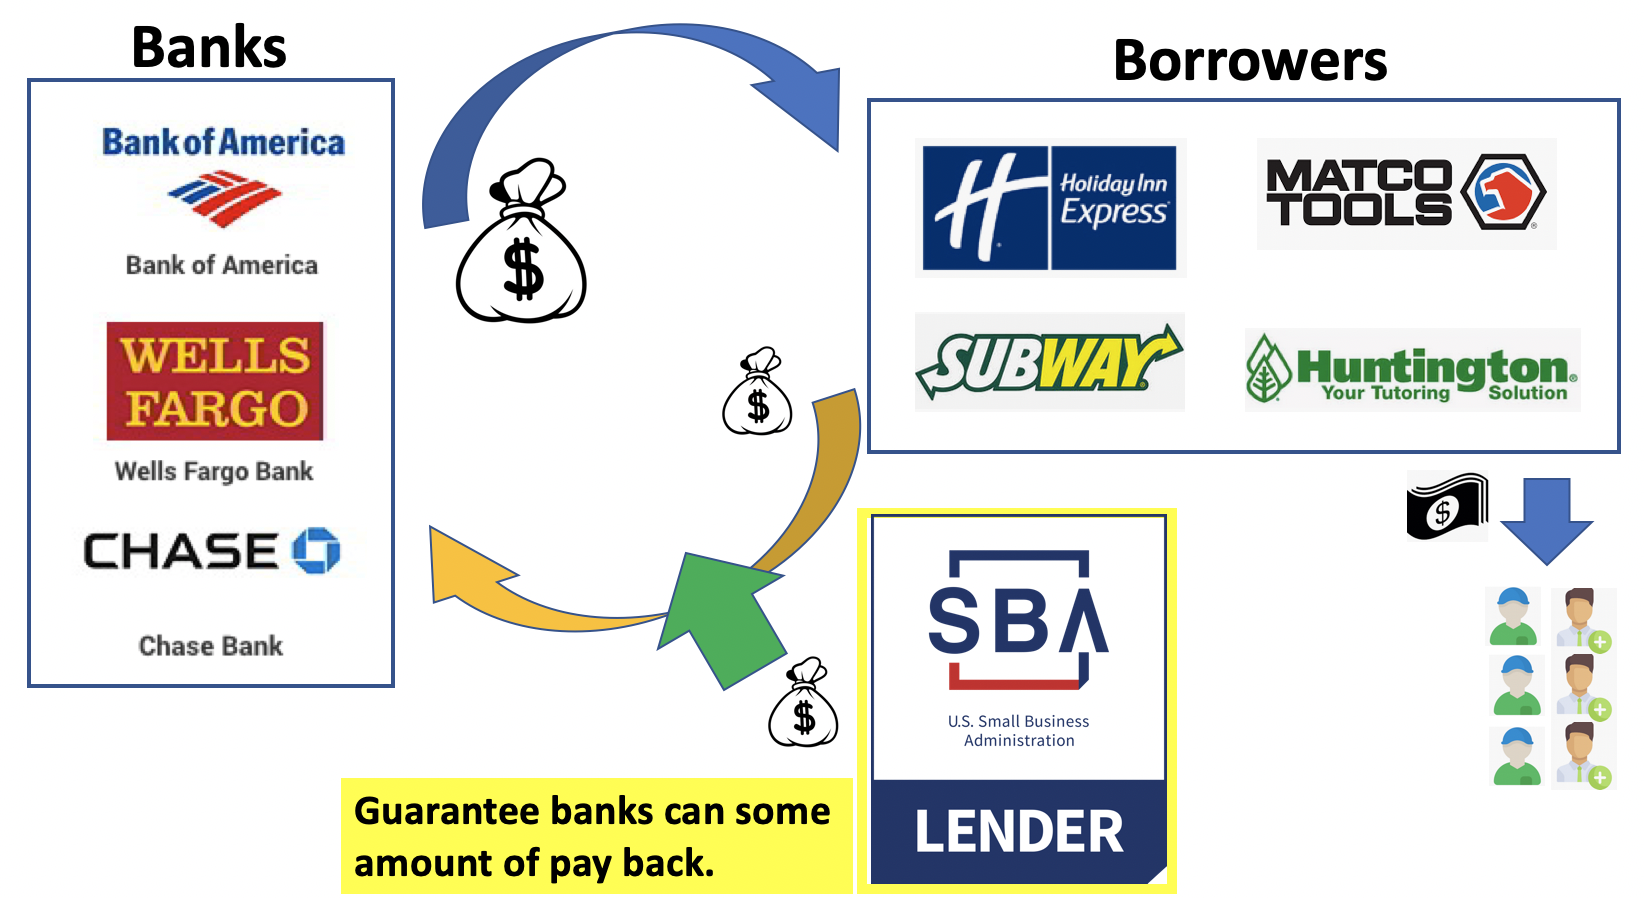 Banks
Bank of America
Bank of America
WELLS
FARGO
Wells Fargo Bank
CHASE
Chase Bank
$
$
$
Borrowers
H Holiday Inn
Express
MATCO
TOOLS
SUBWAY
Huntington
Your Tutoring Solution
$
SBA
U.S. Small Business
Administration
LENDER
Guarantee banks can some
amount of pay back.